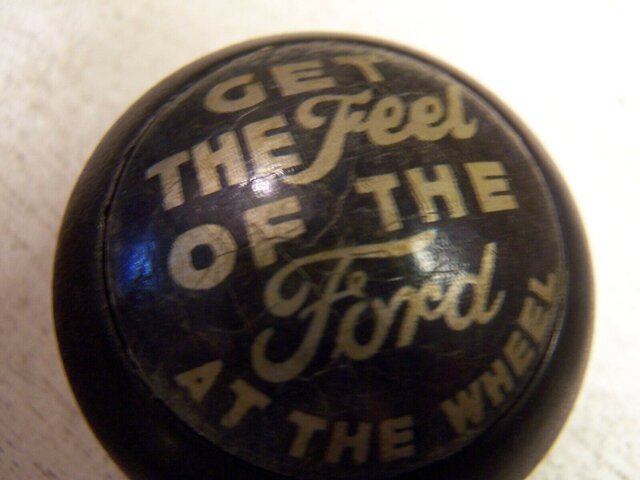 GET
THE Feel
OF THE
Ford
AT THE WHEEL